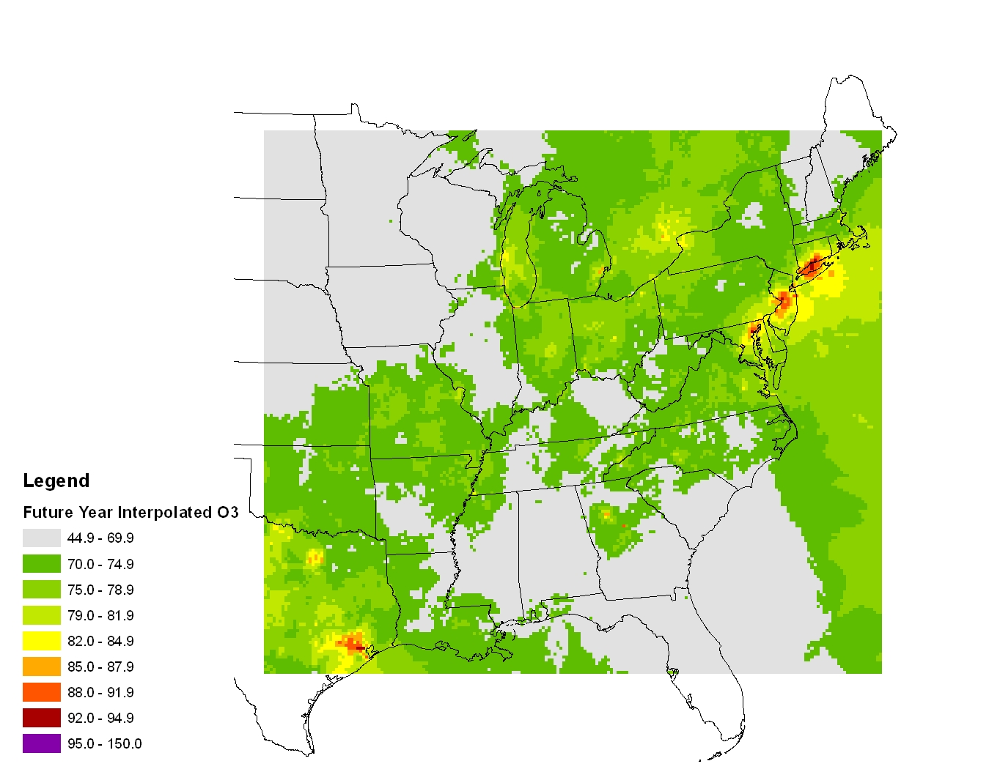 Legend
Future Year Interpolated O3
44.9 - 69.9
70.0 - 74.9
75.0 - 78.9
79.0 - 81.9
82.0 - 84.9
85.0 - 87.9
88.0 - 91.9
92.0 - 94.9
95.0 - 150.0